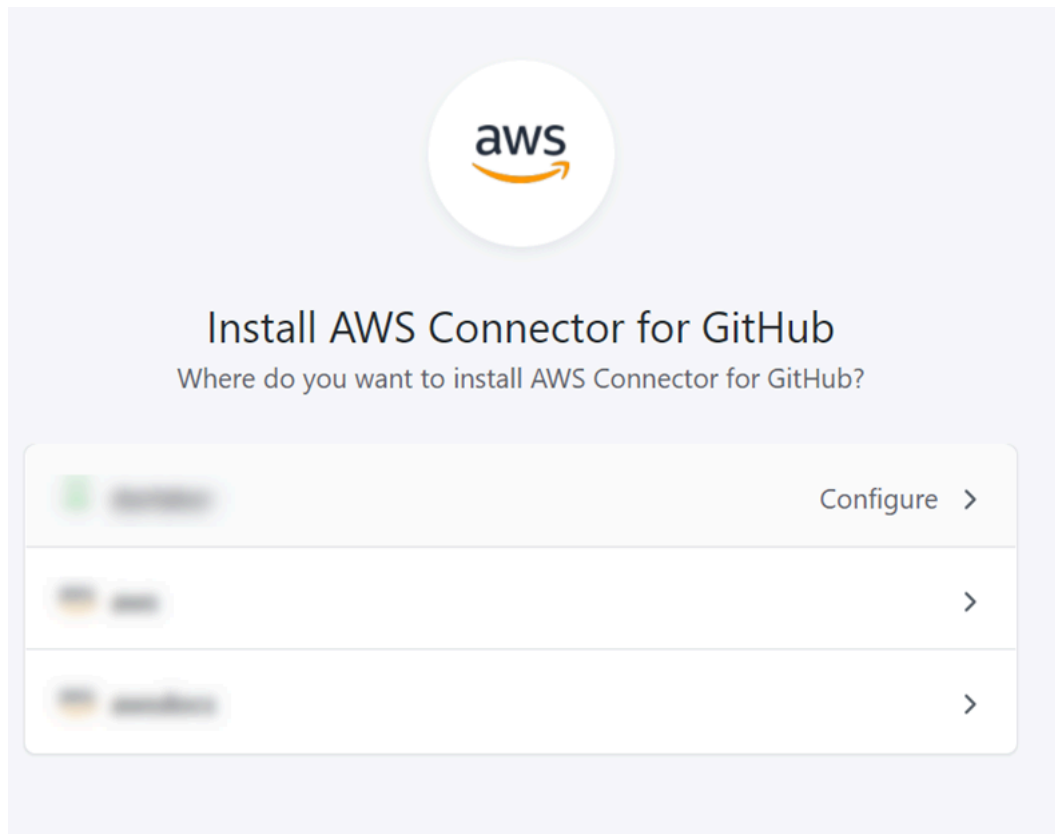 aws
Install AWS Connector for GitHub
Where do you want to install AWS Connector for GitHub?
Configure